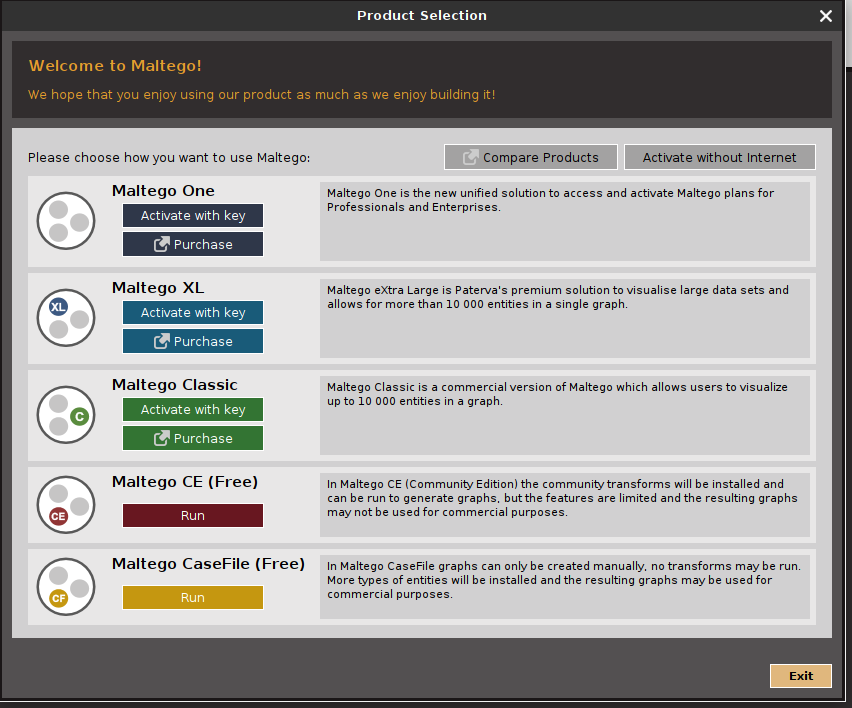 Product Selection
Welcome to Maltego!
We hope that you enjoy using our product as much as we enjoy building it!
Please choose how you want to use Maltego:
Compare Products
Activate without Internet
Maltego One
Activate with key
Purchase
Maltego One is the new unified solution to access and activate Maltego plans for
Professionals and Enterprises.
XL
Maltego XL
Activate with key
Purchase
Maltego eXtra Large is Paterva's premium solution to visualise large data sets and
allows for more than 10 000 entities in a single graph.
C
Maltego Classic
Activate with key
Purchase
Maltego Classic is a commercial version of Maltego which allows users to visualize
up to 10 000 entities in a graph.
CE
Maltego CE (Free)
Run
In Maltego CE (Community Edition) the community transforms will be installed and
can be run to generate graphs, but the features are limited and the resulting graphs
may not be used for commercial purposes.
CF
Maltego CaseFile (Free)
Run
In Maltego CaseFile graphs can only be created manually, no transforms may be run.
More types of entities will be installed and the resulting graphs may be used for
commercial purposes.
Exit